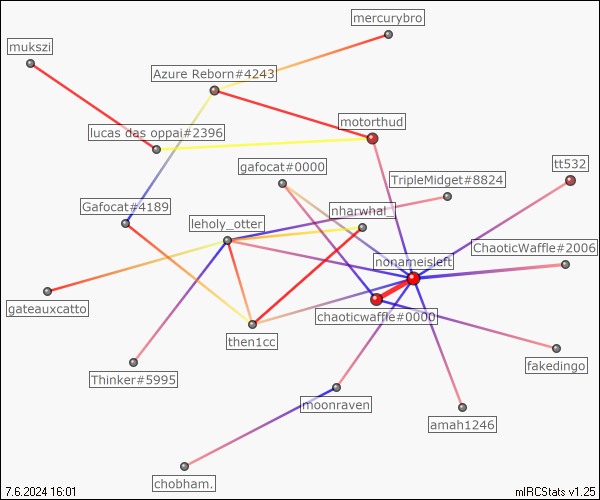 mercurybro
mukszi
Azure Reborn#4243
motorthud
lucas das oppai#2396
gafocat#0000
tt532
TripleMidget#8824
Gafocat#4189
nharwhal_|
leholy_otter
ChaoticWaffle#2006
nonameisleft
gateauxcatto
chaoticwaffle#0000
then1cc
fakedingo
Thinker#5995
moonraven
amah1246
chobham.
7.6.2024 16:01
mIRCStats v1.25